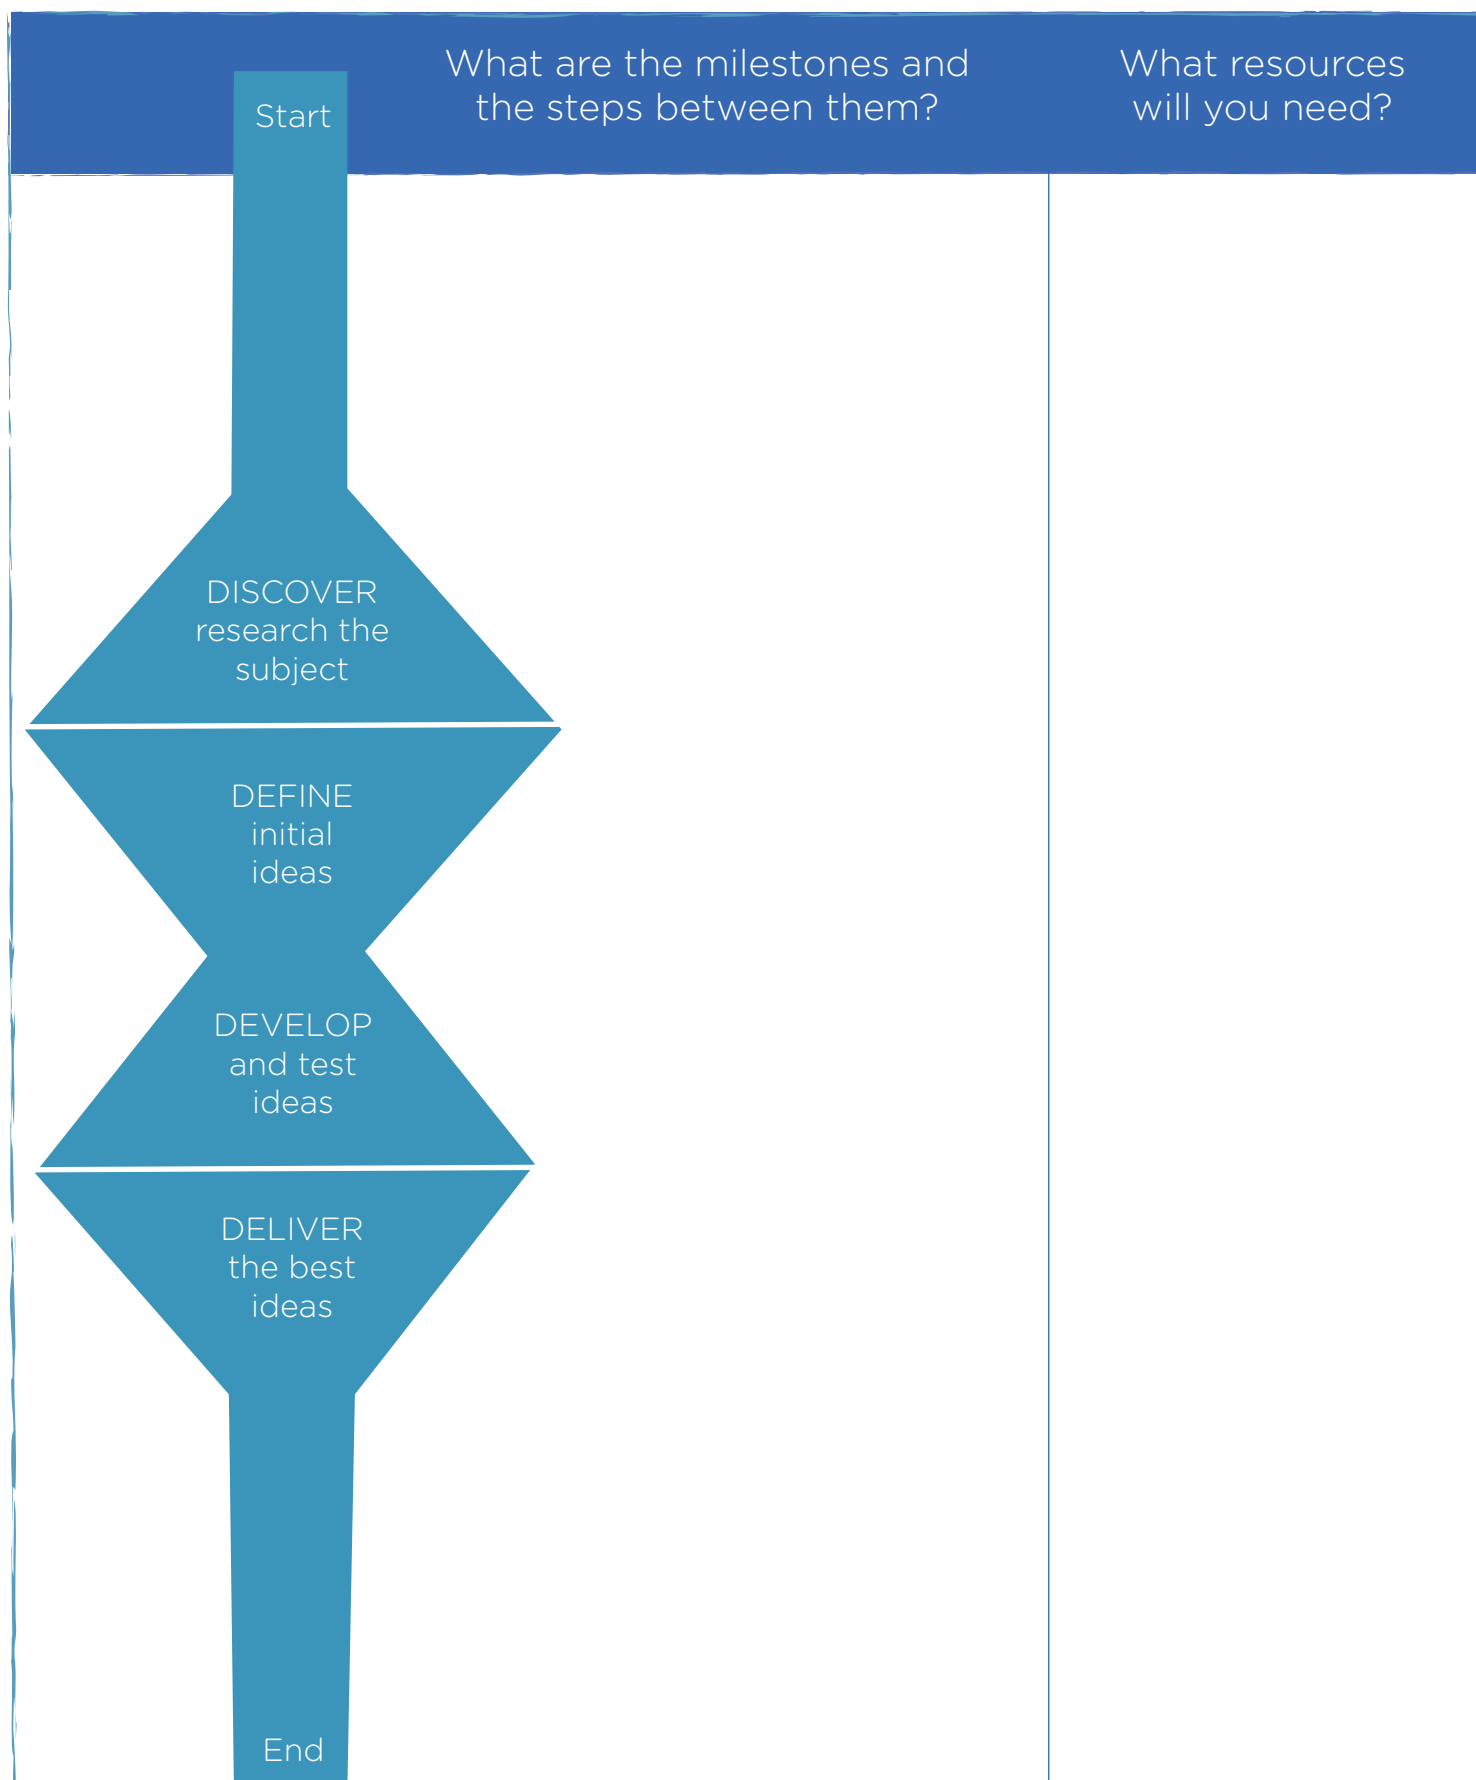 What are the milestones and
the steps between them?
What resources
will you need?
Start
DISCOVER
research the
subject
DEFINE
initial
ideas
DEVELOP
and test
ideas
DELIVER
the best
ideas
End